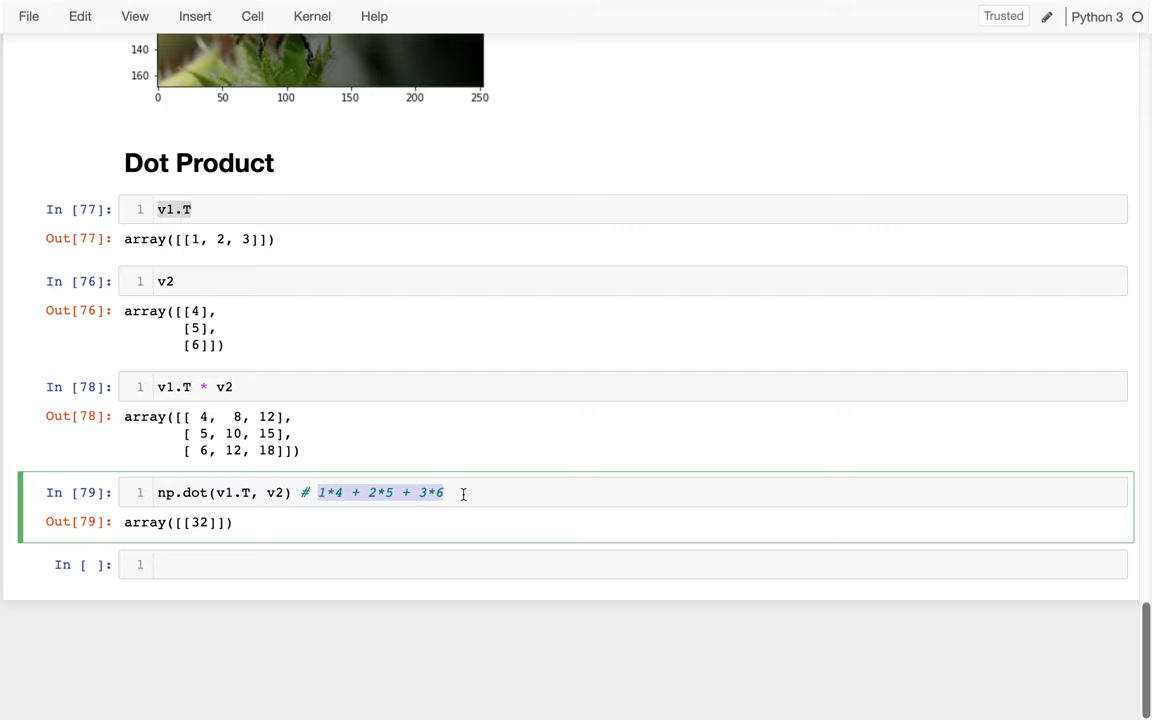 File Edit View Insert Cell Kernel Help Trusted Python 3
140
160
0 50 100 150 200 250
Dot Product
In [77]: 1 v1.T
Out[77]: array([[1, 2, 3]])
In [76]: 1 v2
Out[76]: array([[4],
[5],
[6]])
In [78]: 1 v1.T * v2
Out[78]: array([[ 4,  8, 12],
[ 5, 10, 15],
[ 6, 12, 18]])
In [79]: 1 np.dot(v1.T, v2) # 1*4 + 2*5 + 3*6
Out[79]: array([[32]])
In [ ]: 1